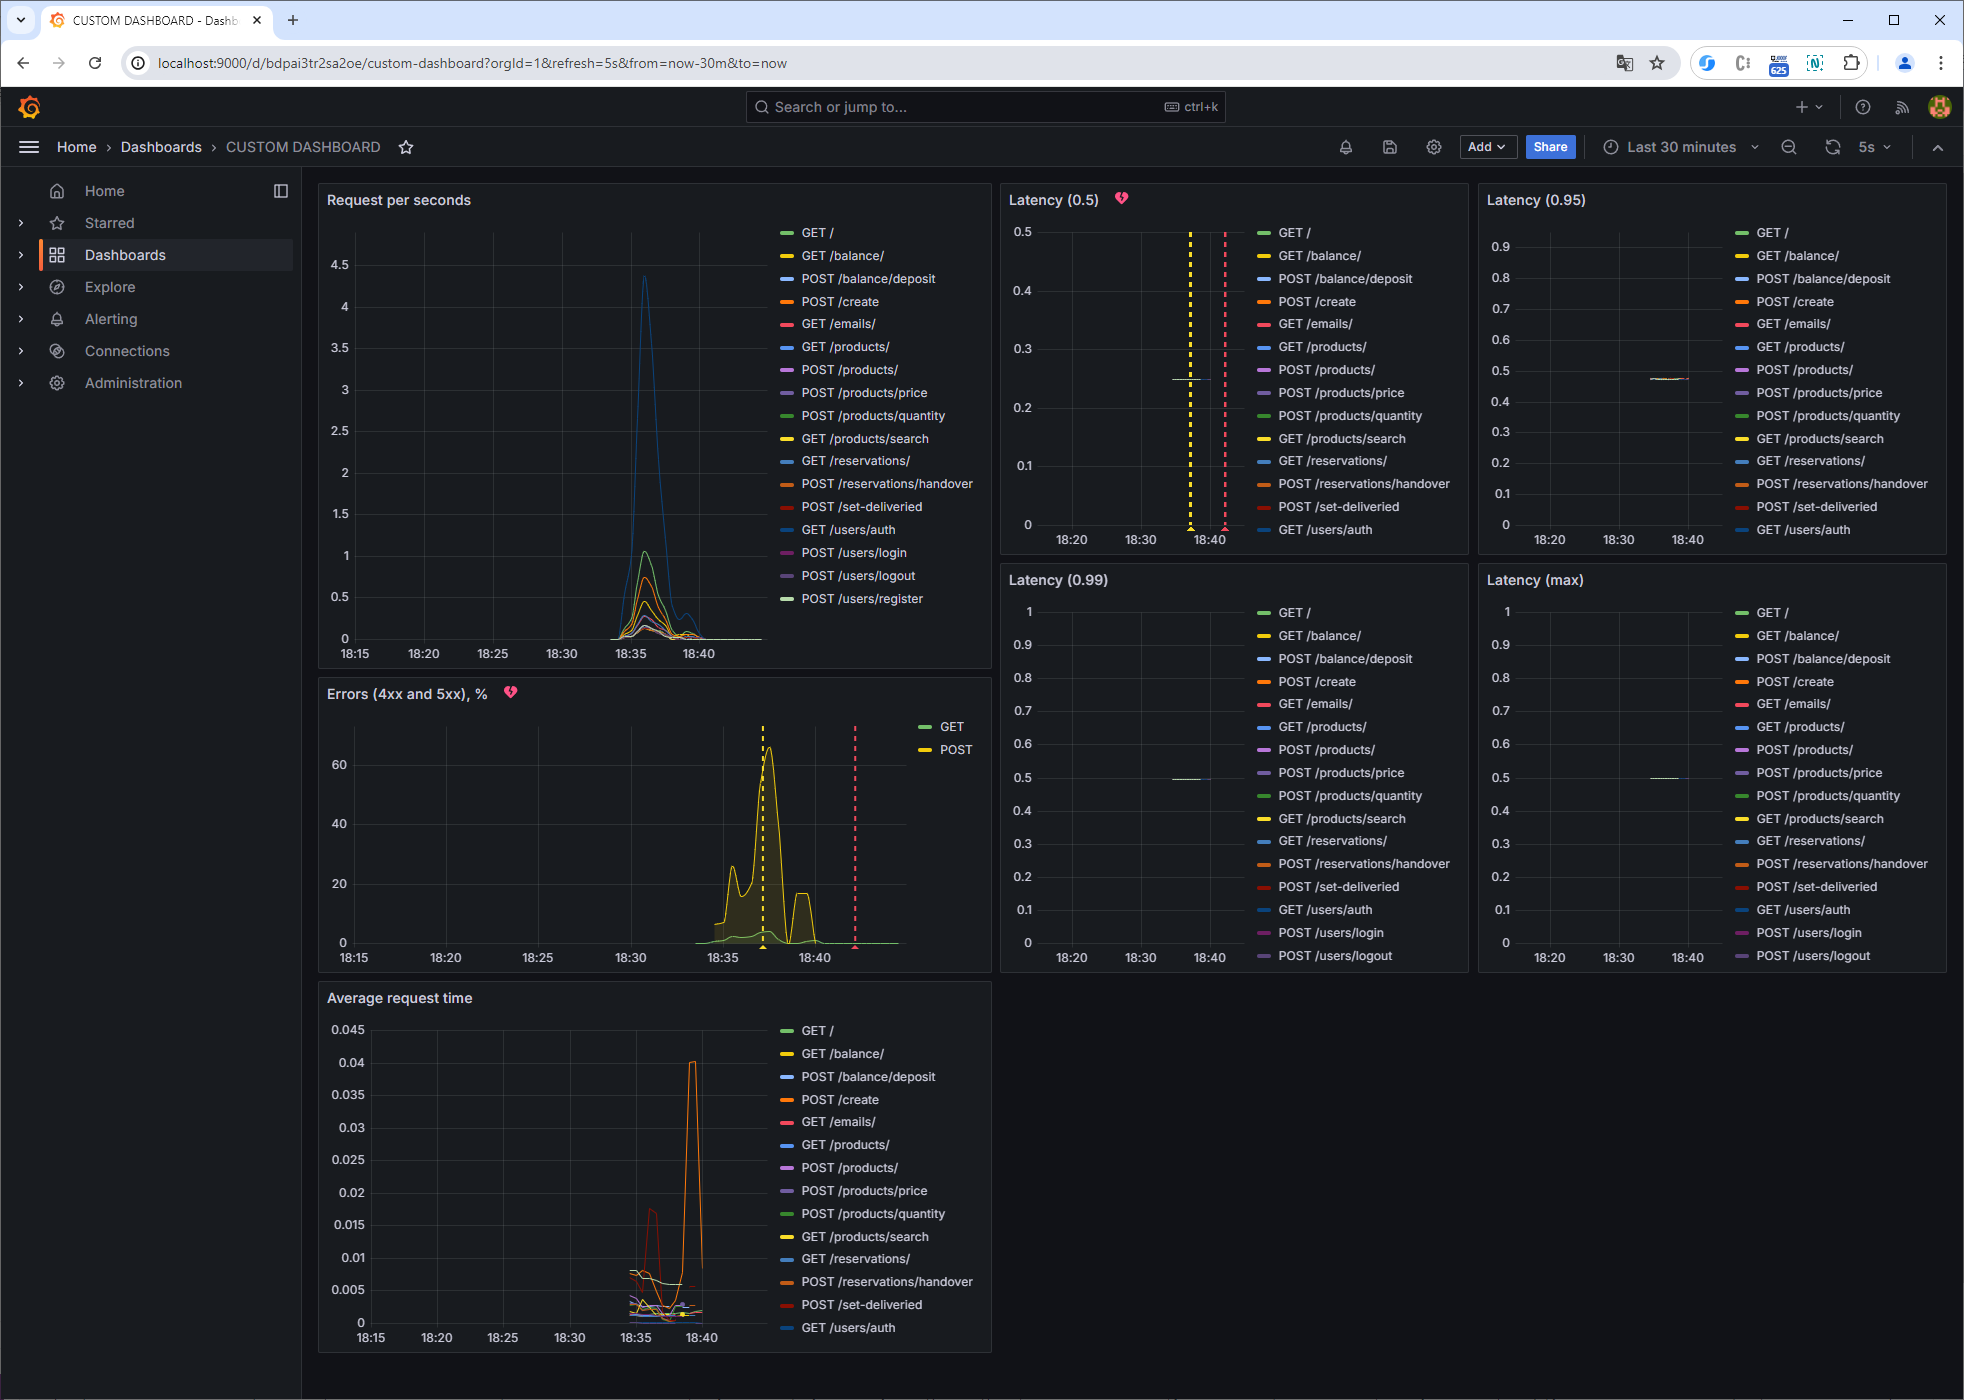 CUSTOM DASHBOARD - Dashb
localhost:9000/d/bdpai3tr2sa2oe/custom-dashboard?orgId=1&refresh=5s&from=now-30m&to=now
625
Search or jump to...
ctrl+k
Home
Dashboards
CUSTOM DASHBOARD
Add
Share
Last 30 minutes
5s
Home
Starred
Dashboards
Explore
Alerting
Connections
Administration
Request per seconds
4.5
4
3.5
3
2.5
2
1.5
1
0.5
0
18:15 18:20 18:25 18:30 18:35 18:40
GET /
GET /balance/
POST /balance/deposit
POST /create
GET /emails/
GET /products/
POST /products/
POST /products/price
POST /products/quantity
GET /products/search
GET /reservations/
POST /reservations/handover
POST /set-deliveried
GET /users/auth
POST /users/login
POST /users/logout
POST /users/register
Latency (0.5)
0.5
0.4
0.3
0.2
0.1
0
18:20 18:30 18:40
GET /
GET /balance/
POST /balance/deposit
POST /create
GET /emails/
GET /products/
POST /products/
POST /products/price
POST /products/quantity
GET /products/search
GET /reservations/
POST /reservations/handover
POST /set-deliveried
GET /users/auth
Latency (0.95)
0.9
0.8
0.7
0.6
0.5
0.4
0.3
0.2
0.1
0
18:20 18:30 18:40
GET /
GET /balance/
POST /balance/deposit
POST /create
GET /emails/
GET /products/
POST /products/
POST /products/price
POST /products/quantity
GET /products/search
GET /reservations/
POST /reservations/handover
POST /set-deliveried
GET /users/auth
Errors (4xx and 5xx), %
60
40
20
0
18:15 18:20 18:25 18:30 18:35 18:40
GET
POST
Latency (0.99)
1
0.9
0.8
0.7
0.6
0.5
0.4
0.3
0.2
0.1
0
18:20 18:30 18:40
GET /
GET /balance/
POST /balance/deposit
POST /create
GET /emails/
GET /products/
POST /products/
POST /products/price
POST /products/quantity
GET /products/search
GET /reservations/
POST /reservations/handover
POST /set-deliveried
GET /users/auth
POST /users/login
POST /users/logout
Latency (max)
1
0.9
0.8
0.7
0.6
0.5
0.4
0.3
0.2
0.1
0
18:20 18:30 18:40
GET /
GET /balance/
POST /balance/deposit
POST /create
GET /emails/
GET /products/
POST /products/
POST /products/price
POST /products/quantity
GET /products/search
GET /reservations/
POST /reservations/handover
POST /set-deliveried
GET /users/auth
POST /users/login
POST /users/logout
Average request time
0.045
0.04
0.035
0.03
0.025
0.02
0.015
0.01
0.005
0
18:15 18:20 18:25 18:30 18:35 18:40
GET /
GET /balance/
POST /balance/deposit
POST /create
GET /emails/
GET /products/
POST /products/
POST /products/price
POST /products/quantity
GET /products/search
GET /reservations/
POST /reservations/handover
POST /set-deliveried
GET /users/auth